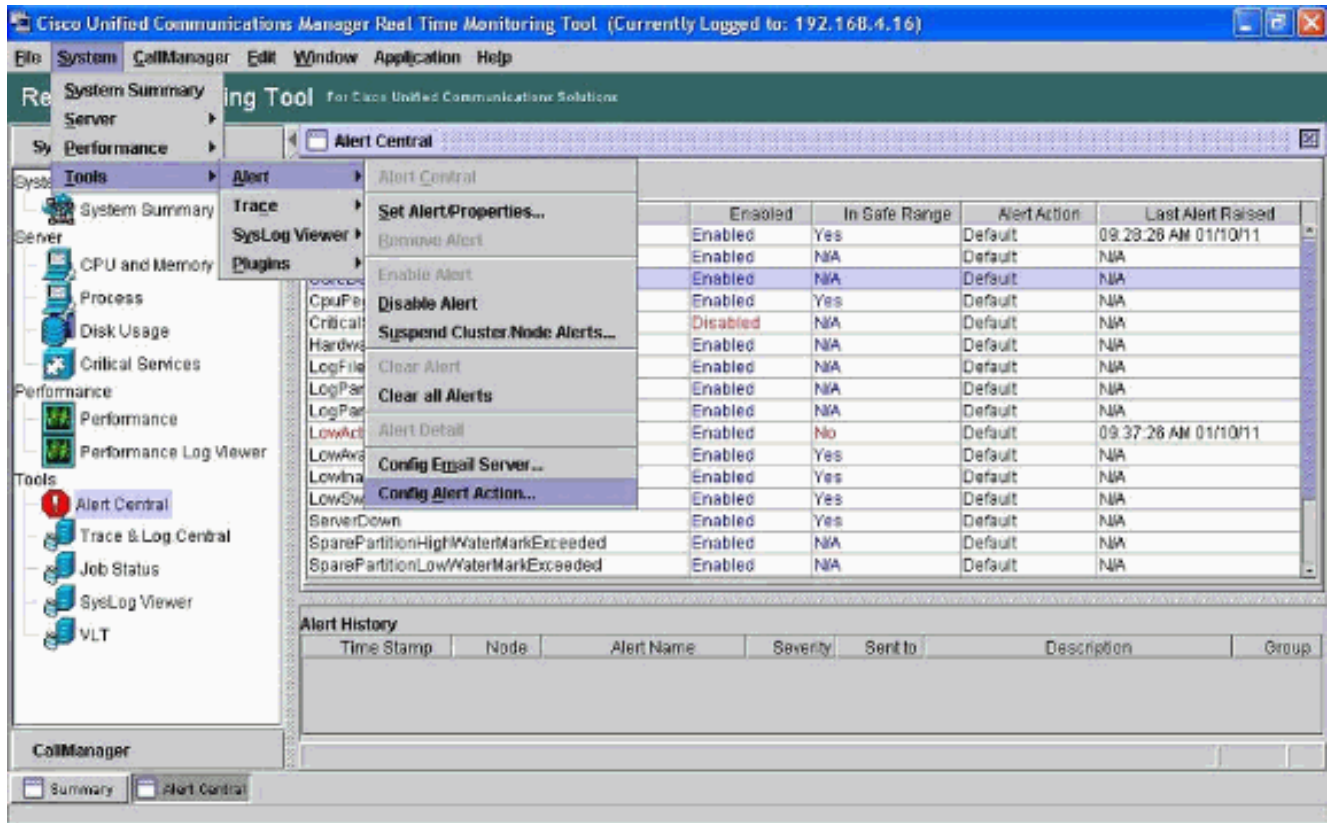 Cisco Unified Communications Manager Real Time Monitoring Tool (Currently Logged to: 192.168.4.16)
File System CallManager Edit Window Application Help
Re ing Tool For Cisco Unified Communications Solutions
System Summary
Server
Performance
Tools
Alert
Trace
SysLog Viewer
Plugins
Alert Central
Set Alert/Properties...
Remove Alert
Enable Alert
Disable Alert
Suspend Cluster/Node Alerts...
Clear Alert
Clear all Alerts
Alert Detail
Config Email Server...
Config Alert Action...
Sy
Syste
System Summary
Server
CPU and Memory
Process
Disk Usage
Critical Services
Performance
Performance
Performance Log Viewer
Tools
Alert Central
Trace & Log Central
Job Status
SysLog Viewer
VLT
CallManager
Alert Central
Enabled In Safe Range Alert Action Last Alert Raised
Enabled Yes Default 09:28:26 AM 01/10/11
Enabled N/A Default N/A
Enabled N/A Default N/A
CpuPe Enabled Yes Default N/A
Critical Disabled N/A Default N/A
Hardwa Enabled N/A Default N/A
LogFile Enabled N/A Default N/A
LogPar Enabled N/A Default N/A
LogPar Enabled N/A Default N/A
LowAct Enabled No Default 09:37:26 AM 01/10/11
LowAva Enabled Yes Default N/A
LowIna Enabled Yes Default N/A
LowSw Enabled Yes Default N/A
ServerDown Enabled Yes Default N/A
SparePartitionHighWaterMarkExceeded Enabled N/A Default N/A
SparePartitionLowWaterMarkExceeded Enabled N/A Default N/A
Alert History
Time Stamp Node Alert Name Severity Sent to Description Group
Summary Alert Central